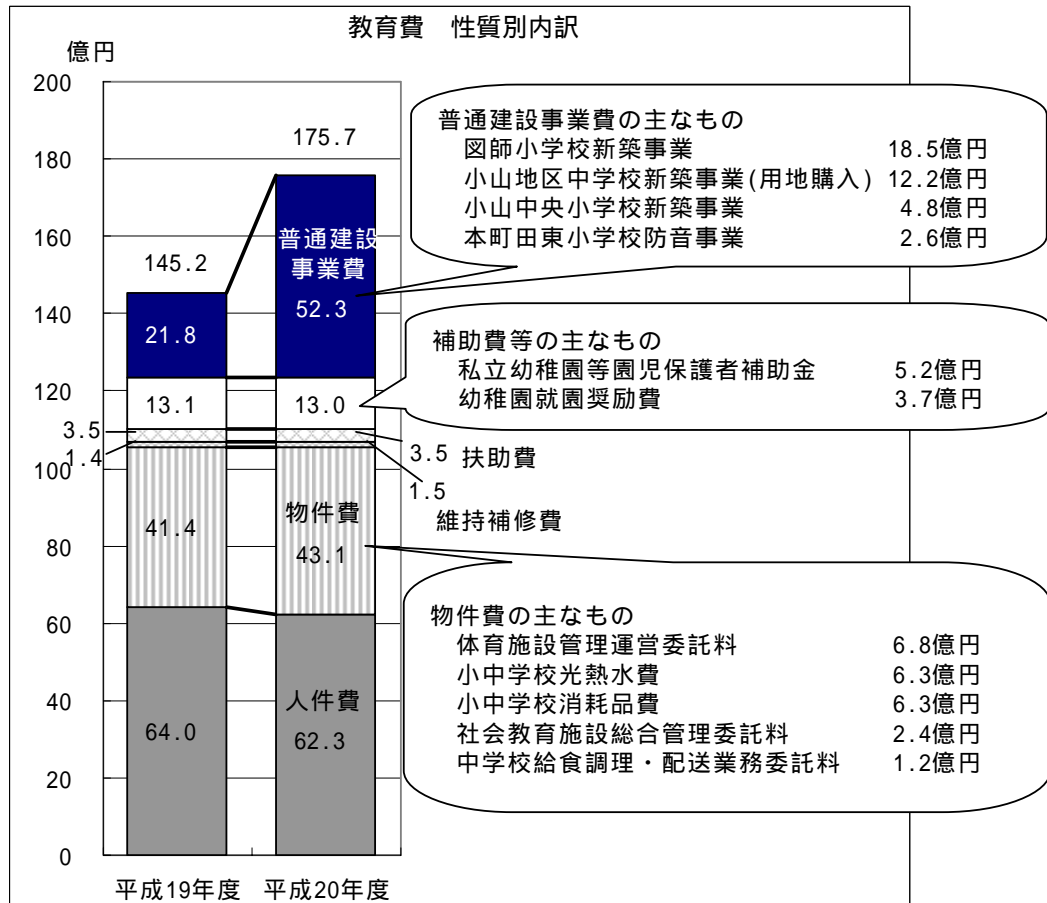 教育費 性質別内訳
億円
200
180
160
140
120
100
80
60
40
20
0
145.2
21.8
13.1
3.5
1.4
41.4
64.0
平成19年度
175.7
普通建設
事業費
52.3
13.0
3.5 扶助費
1.5
維持補修費
物件費
43.1
人件費
62.3
平成20年度
普通建設事業費の主なもの
図師小学校新築事業 18.5億円
小山地区中学校新築事業(用地購入) 12.2億円
小山中央小学校新築事業 4.8億円
本町田東小学校防音事業 2.6億円
補助費等の主なもの
私立幼稚園等園児保護者補助金 5.2億円
幼稚園就園奨励費 3.7億円
物件費の主なもの
体育施設管理運営委託料 6.8億円
小中学校光熱水費 6.3億円
小中学校消耗品費 6.3億円
社会教育施設総合管理委託料 2.4億円
中学校給食調理・配送業務委託料 1.2億円